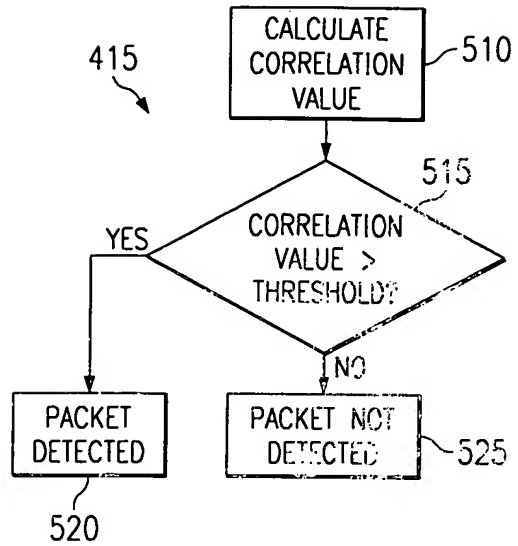 CALCULATE
CORRELATION
VALUE
510
415
515
CORRELATION
VALUE >
THRESHOLD?
YES
NO
PACKET
DETECTED
PACKET NOT
DETECTED
520
525